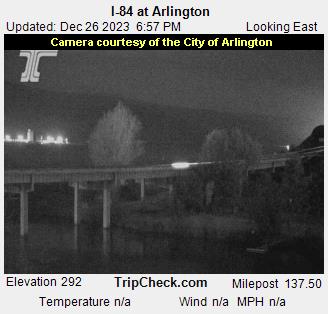 I-84 at Arlington
Updated: Dec 26 2023 6:57 PM Looking East
Camera courtesy of the City of Arlington
Elevation 292 TripCheck.com Milepost 137.50
Temperature n/a Wind n/a MPH n/a